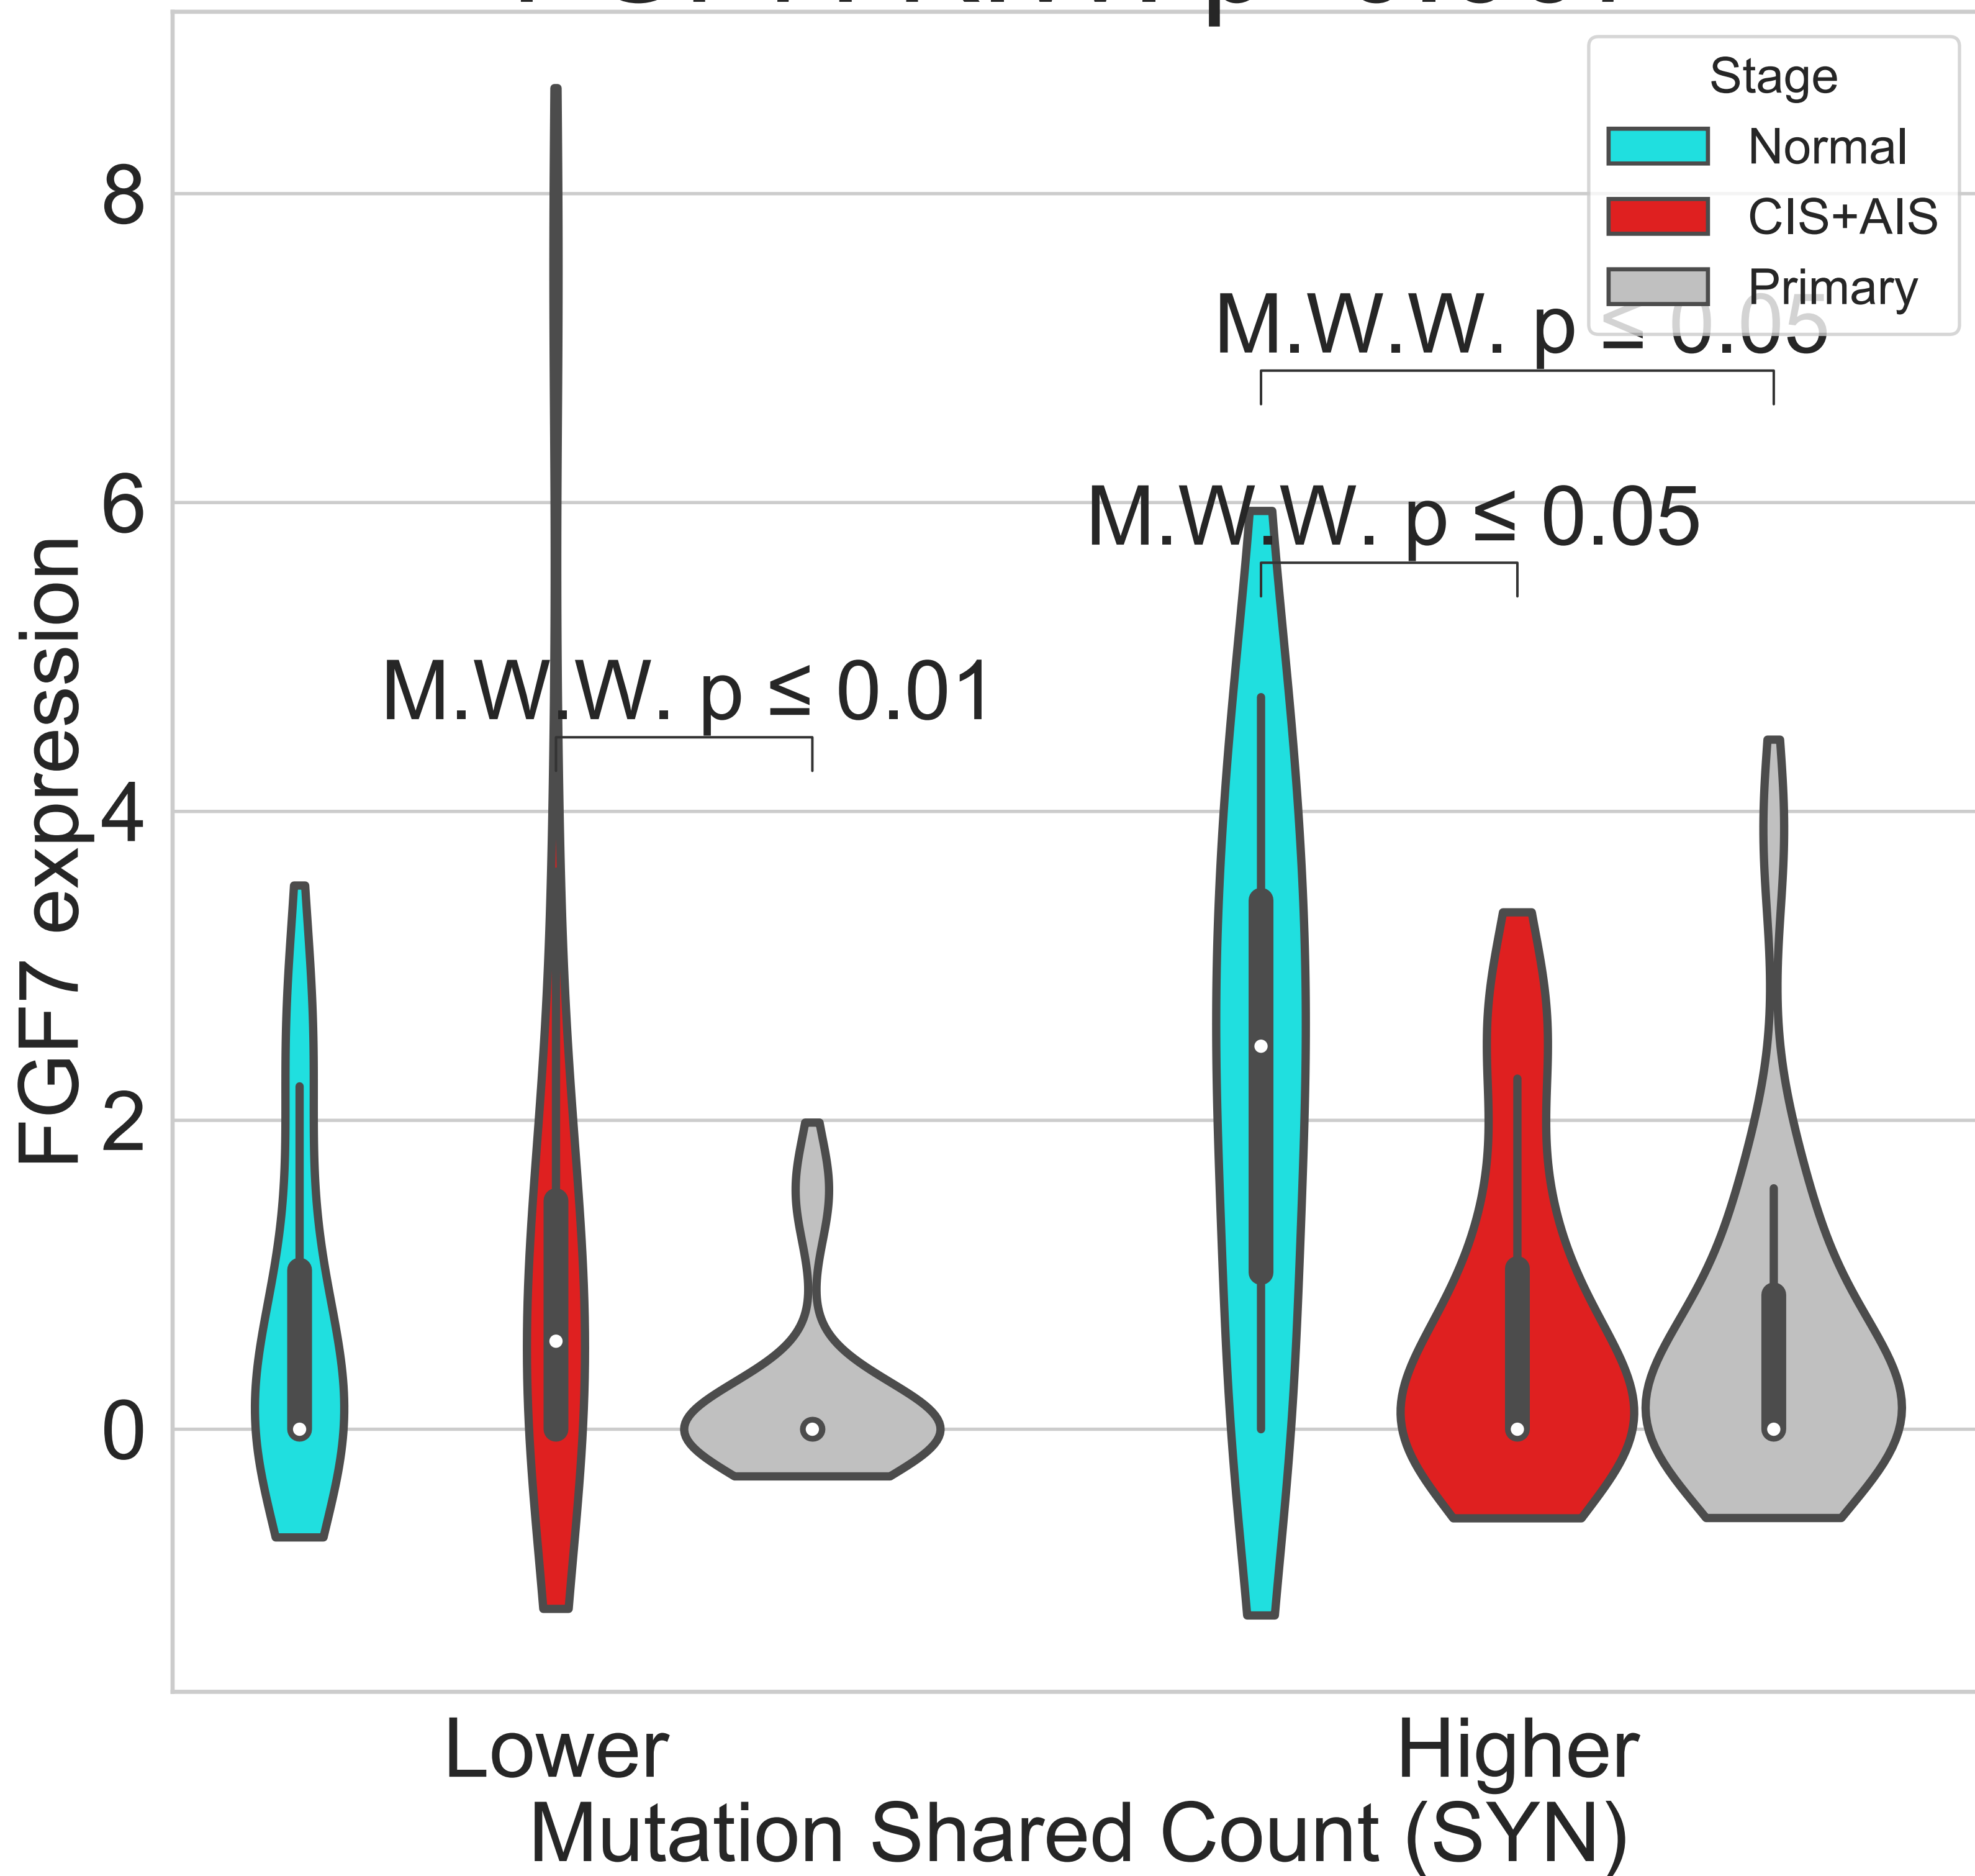 Stage
Normal
CIS+AIS
Primary
M.W.W. p ≤ 0.05
M.W.W. p ≤ 0.05
M.W.W. p ≤ 0.01
8
6
4
2
0
FGF7 expression
Lower
Higher
Mutation Shared Count (SYN)